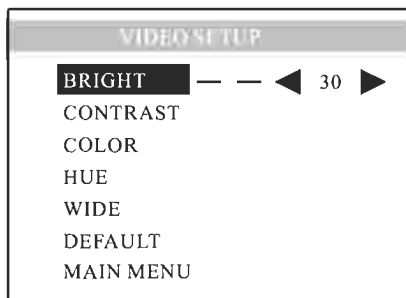 VIDEO SETUP
BRIGHT — — ◀ 30 ▶
CONTRAST
COLOR
HUE
WIDE
DEFAULT
MAIN MENU